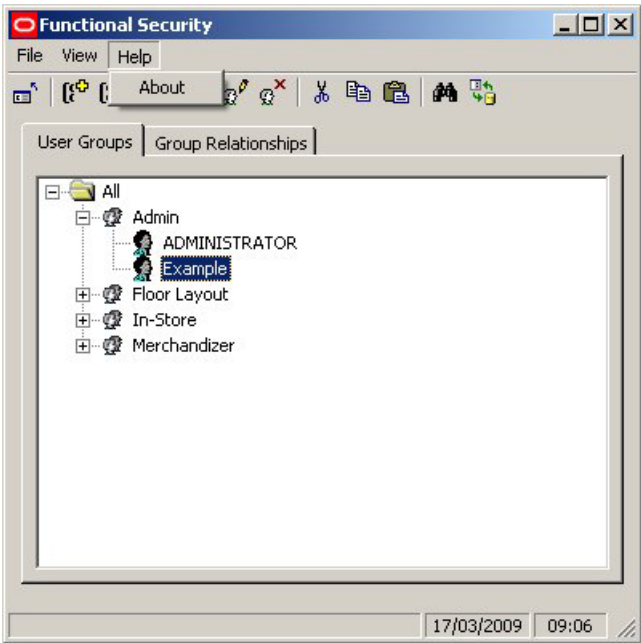 Functional Security
File View Help
About
User Groups Group Relationships
All
Admin
ADMINISTRATOR
Example
Floor Layout
In-Store
Merchandizer
17/03/2009 09:06